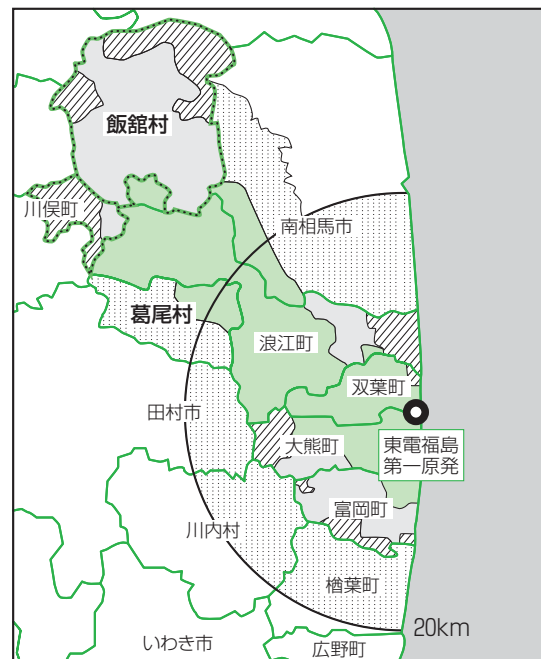 飯舘村
川俣町
南相馬市
葛尾村
浪江町
双葉町
田村市
大熊町
東電福島
第一原発
富岡町
川内村
楢葉町
20km
いわき市
広野町